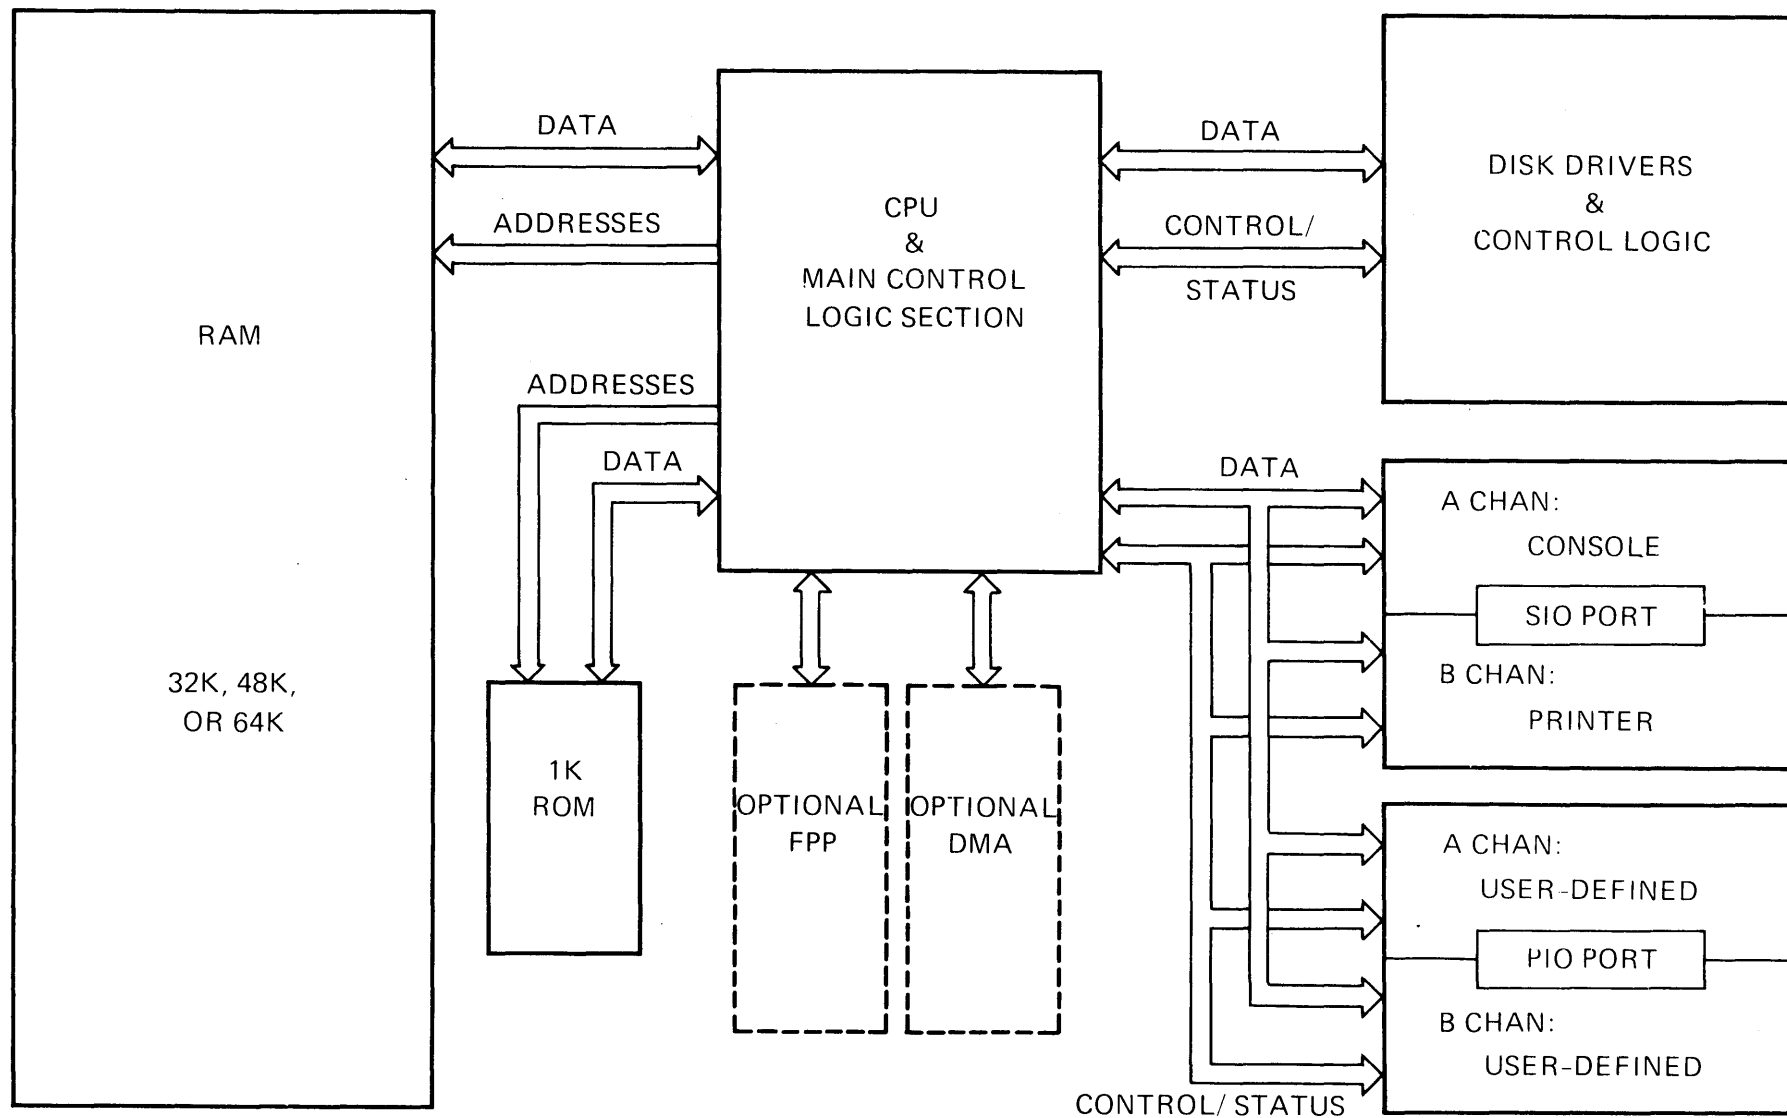 RAM
32K, 48K,
OR 64K
DATA
ADDRESSES
ADDRESSES
DATA
1K
ROM
CPU
&
MAIN CONTROL
LOGIC SECTION
OPTIONAL
FPP
OPTIONAL
DMA
DATA
CONTROL/
STATUS
DISK DRIVERS
&
CONTROL LOGIC
DATA
A CHAN:
CONSOLE
SIO PORT
B CHAN:
PRINTER
A CHAN:
USER-DEFINED
PIO PORT
B CHAN:
USER-DEFINED
CONTROL/ STATUS